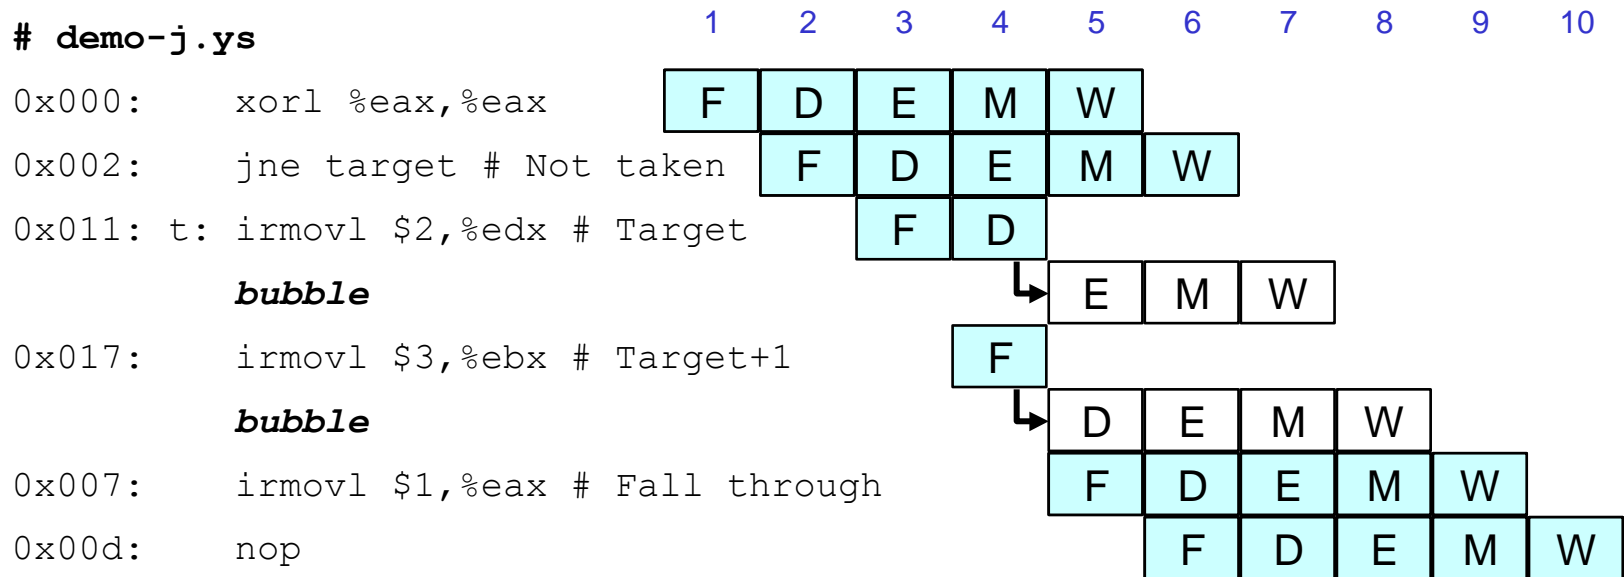 1 2 3 4 5 6 7 8 9 10
# demo-j.ys
0x000: xorl %eax,%eax F D E M W
0x002: jne target # Not taken F D E M W
0x011: t: irmovl $2,%edx # Target F D
bubble E M W
0x017: irmovl $3,%ebx # Target+1 F
bubble D E M W
0x007: irmovl $1,%eax # Fall through F D E M W
0x00d: nop F D E M W